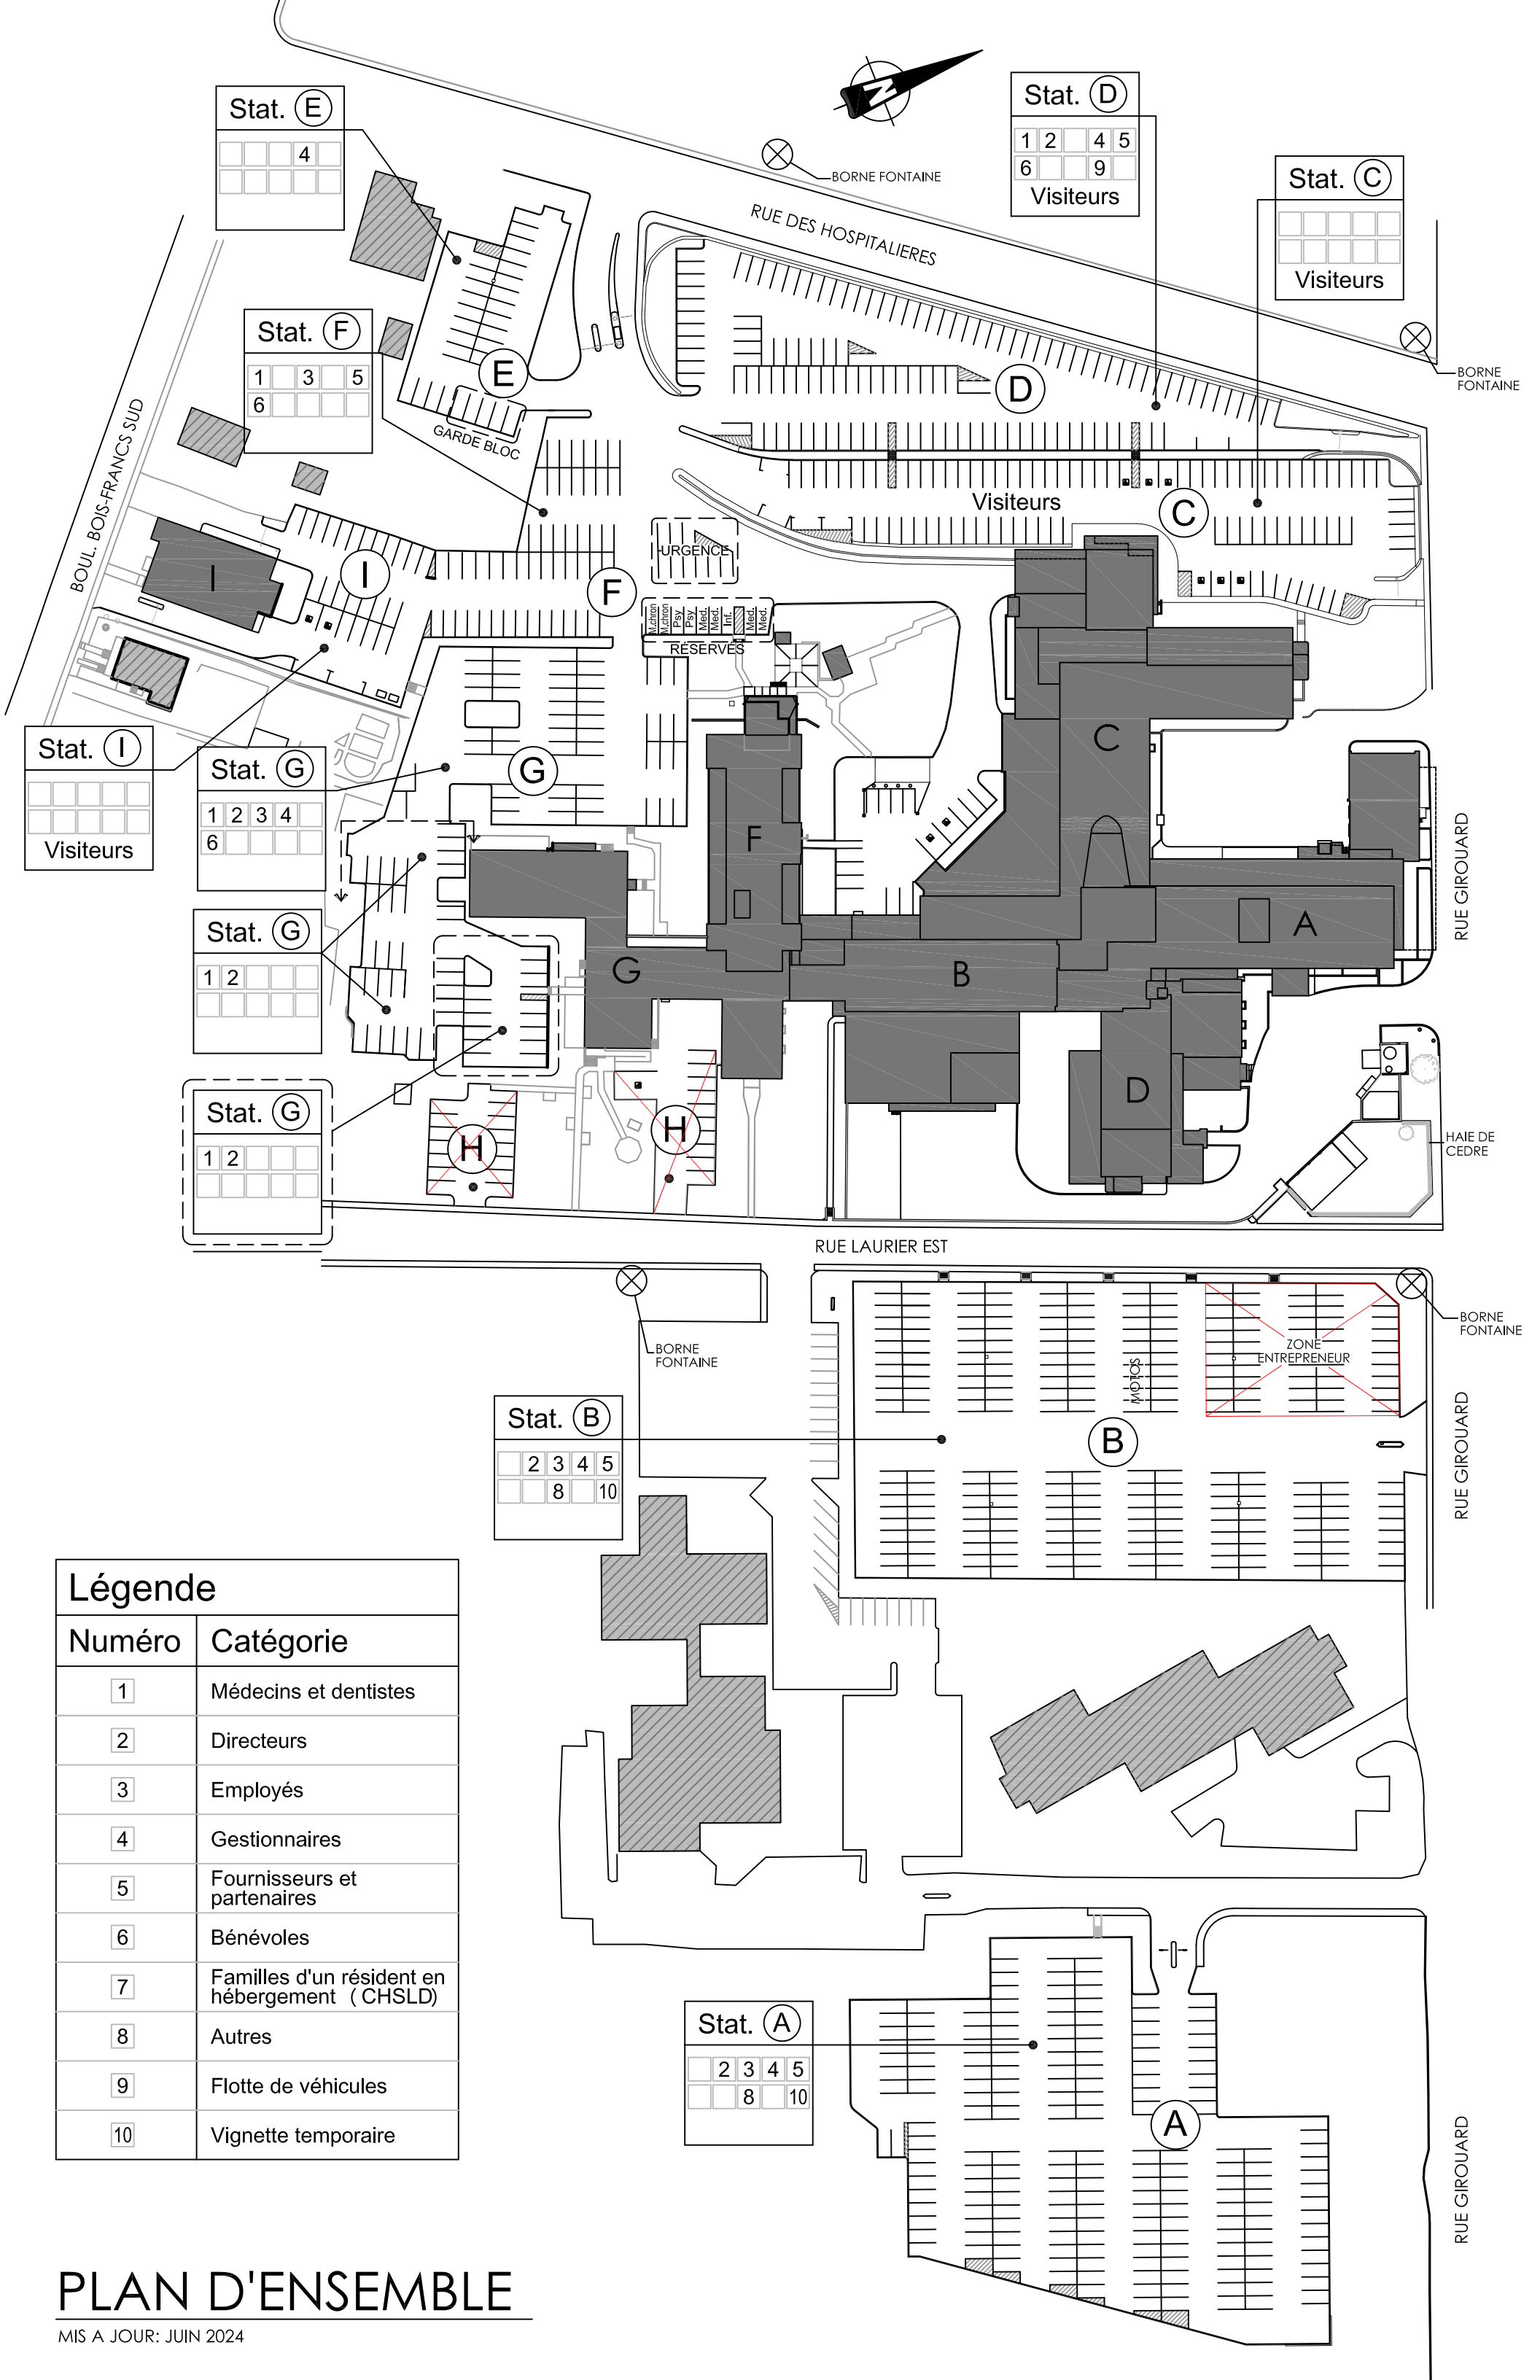 N
Stat. E
4
Stat. D
1 2 4 5
6 9
Visiteurs
BORNE FONTAINE
Stat. C
Visiteurs
RUE DES HOSPITALIERES
BORNE
FONTAINE
Stat. F
1 3 5
6
E
D
GARDE BLOC
BOUL. BOIS-FRANCS SUD
Visiteurs
C
URGENCE
I
I
F
M.chron
M.chron
Psy
Psy
Med.
Med.
Inf.
Med.
Med.
RÉSERVÉS
Stat. I
Visiteurs
Stat. G
1 2 3 4
6
G
C
F
RUE GIROUARD
A
Stat. G
1 2
G
B
Stat. G
1 2
H
H
D
HAIE DE
CEDRE
RUE LAURIER EST
BORNE
FONTAINE
BORNE
FONTAINE
ZONE
ENTREPRENEUR
MOTOS
RUE GIROUARD
Stat. B
2 3 4 5
8 10
B
Légende
Numéro Catégorie
1 Médecins et dentistes
2 Directeurs
3 Employés
4 Gestionnaires
5 Fournisseurs et
partenaires
6 Bénévoles
7 Familles d'un résident en
hébergement ( CHSLD)
8 Autres
9 Flotte de véhicules
10 Vignette temporaire
Stat. A
2 3 4 5
8 10
A
RUE GIROUARD
PLAN D'ENSEMBLE
MIS A JOUR: JUIN 2024